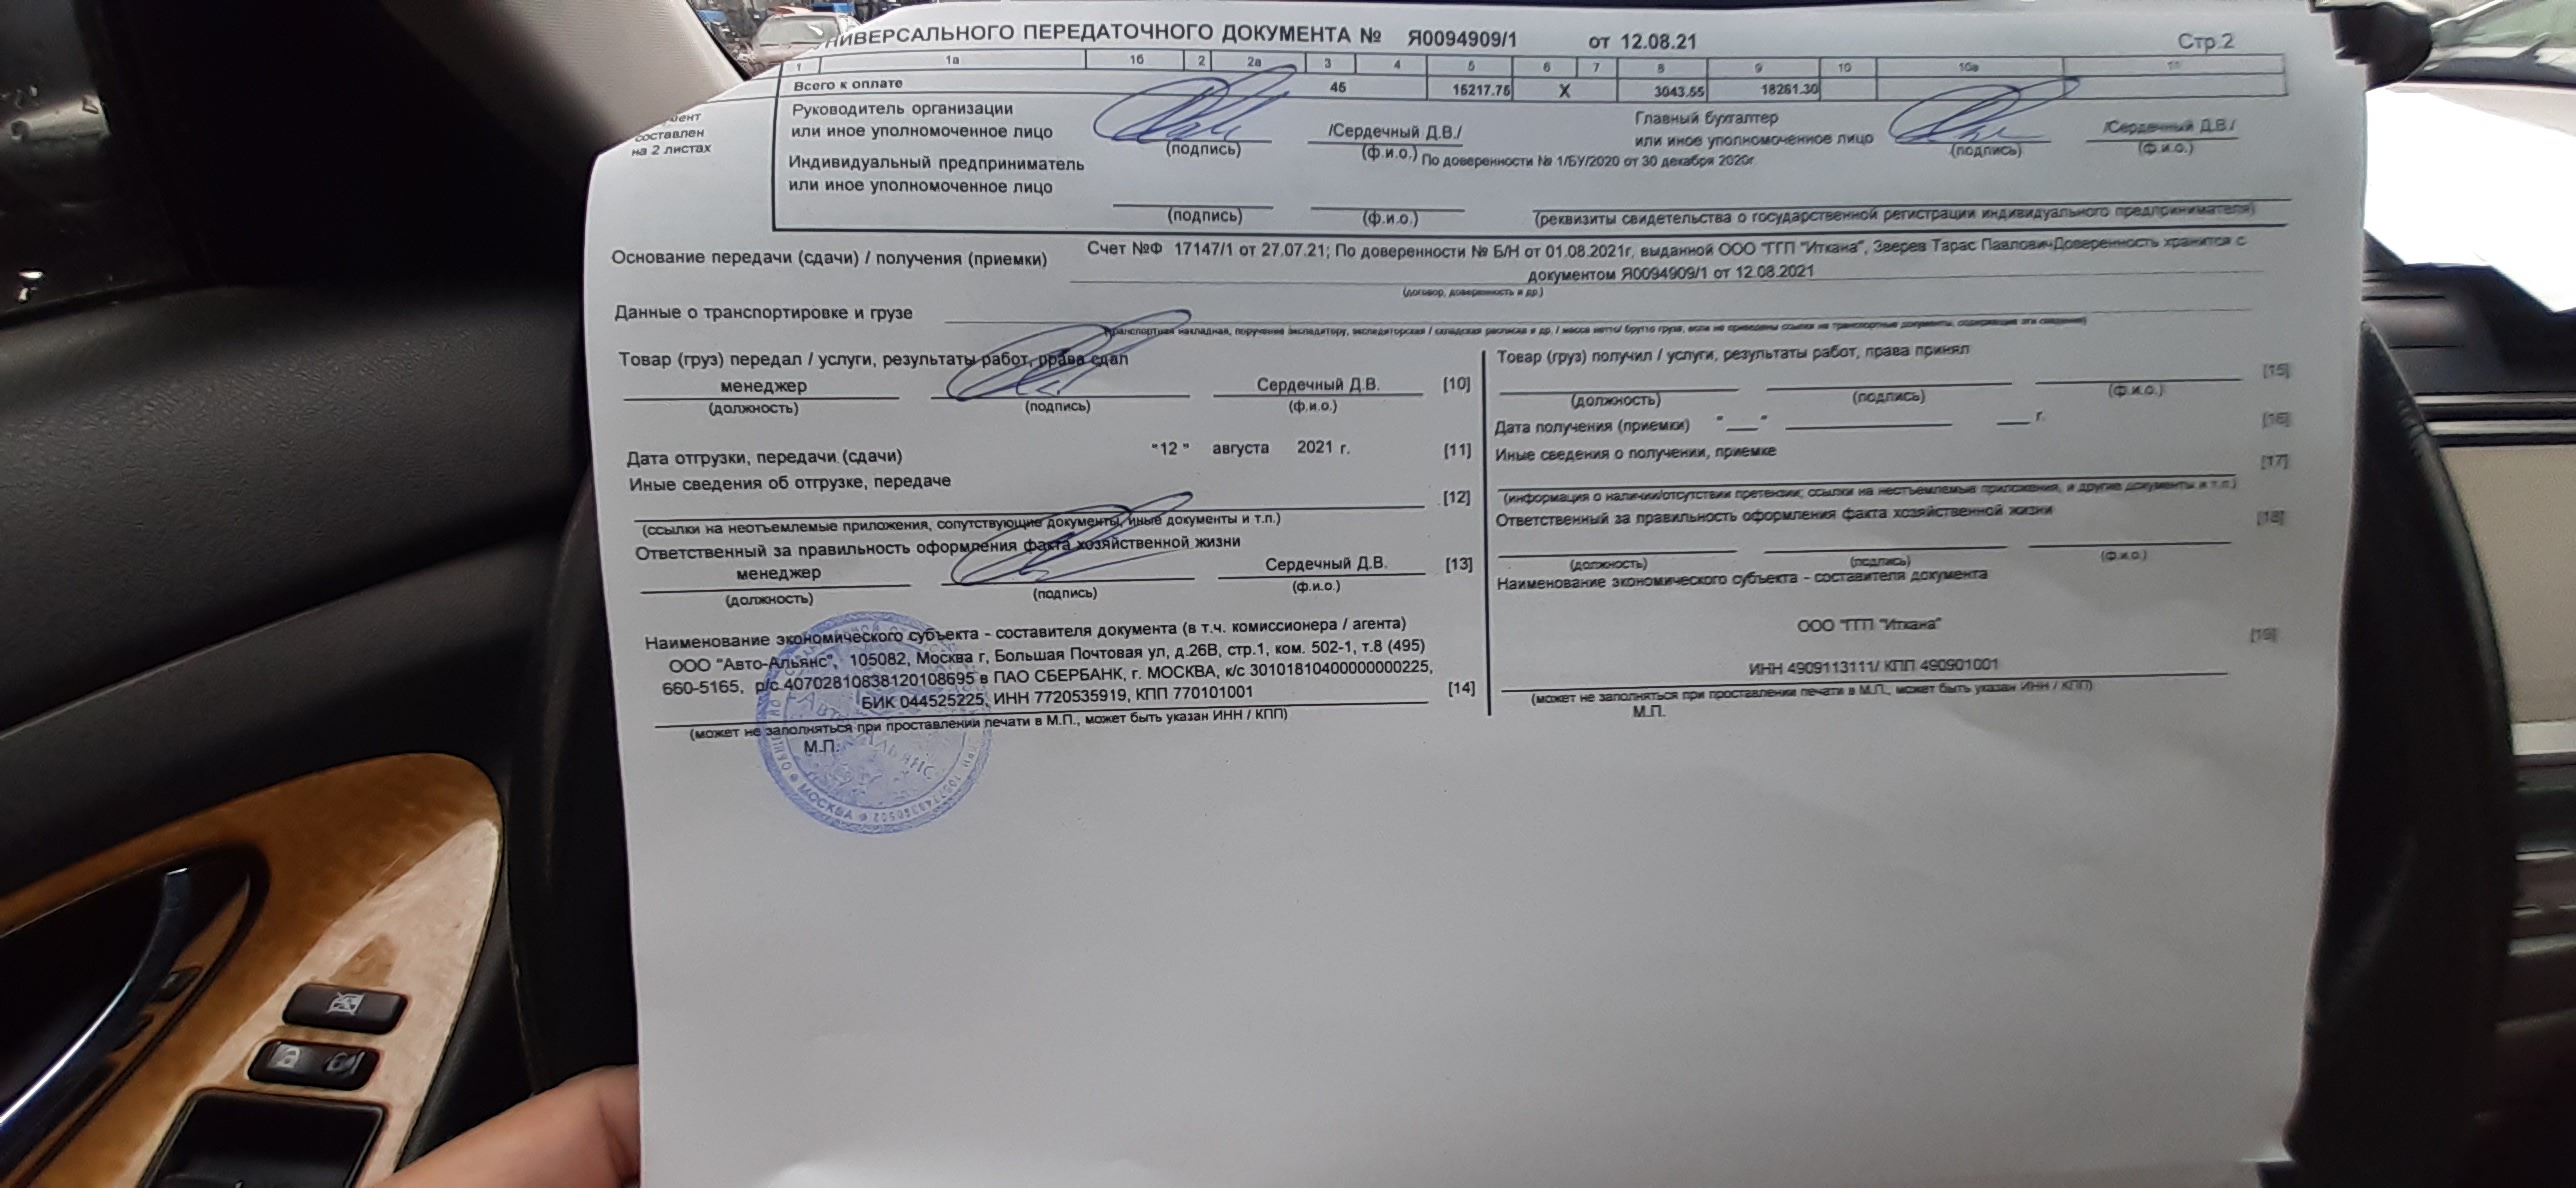 НИВЕРСАЛЬНОГО ПЕРЕДАТОЧНОГО ДОКУМЕНТА № Я0094909/1 от 12.08.21 Стр.2
1 1а 1б 2 2а 3 4 5 6 7 8 9 10 10а 11
Всего к оплате 45 15217.75 X 3043.55 18261.30
составлен
на 2 листах
Руководитель организации
или иное уполномоченное лицо /Сердечный Д.В./
(подпись) (ф.и.о.)
Главный бухгалтер
или иное уполномоченное лицо /Сердечный Д.В./
(подпись) (ф.и.о.)
По доверенности № 1/БУ/2020 от 30 декабря 2020г.
Индивидуальный предприниматель
или иное уполномоченное лицо
(подпись) (ф.и.о.) (реквизиты свидетельства о государственной регистрации индивидуального предпринимателя)
Основание передачи (сдачи) / получения (приемки) Счет №Ф 17147/1 от 27.07.21; По доверенности № Б/Н от 01.08.2021г, выданной ООО "ТГП "Иткана", Зверев Тарас ПавловичДоверенность хранится с
документом Я0094909/1 от 12.08.2021
(договор, доверенность и др.)
Данные о транспортировке и грузе
(транспортная накладная, поручение экспедитору, экспедиторская / складская расписка и др. / масса нетто/ брутто груза, если не приведены ссылки на транспортные документы, содержащие эти сведения)
Товар (груз) передал / услуги, результаты работ, права сдал
менеджер Сердечный Д.В. [10]
(должность) (подпись) (ф.и.о.)
Дата отгрузки, передачи (сдачи) "12 " августа 2021 г. [11]
Иные сведения об отгрузке, передаче
[12]
(ссылки на неотъемлемые приложения, сопутствующие документы, иные документы и т.п.)
Ответственный за правильность оформления факта хозяйственной жизни
менеджер Сердечный Д.В. [13]
(должность) (подпись) (ф.и.о.)
Наименование экономического субъекта - составителя документа (в т.ч. комиссионера / агента)
ООО "Авто-Альянс", 105082, Москва г, Большая Почтовая ул, д.26В, стр.1, ком. 502-1, т.8 (495)
660-5165, р/с 40702810838120108695 в ПАО СБЕРБАНК, г. МОСКВА, к/с 30101810400000000225,
БИК 044525225, ИНН 7720535919, КПП 770101001 [14]
(может не заполняться при проставлении печати в М.П., может быть указан ИНН / КПП)
М.П.
МОСКВА
Товар (груз) получил / услуги, результаты работ, права принял
[15]
(должность) (подпись) (ф.и.о.)
Дата получения (приемки) " " г. [16]
Иные сведения о получении, приемке
[17]
(информация о наличии/отсутствии претензии; ссылки на неотъемлемые приложения, и другие документы и т.п.)
Ответственный за правильность оформления факта хозяйственной жизни
[18]
(должность) (подпись) (ф.и.о.)
Наименование экономического субъекта - составителя документа
ООО "ТГП "Иткана"
[19]
ИНН 4909113111/ КПП 490901001
(может не заполняться при проставлении печати в М.П., может быть указан ИНН / КПП)
М.П.